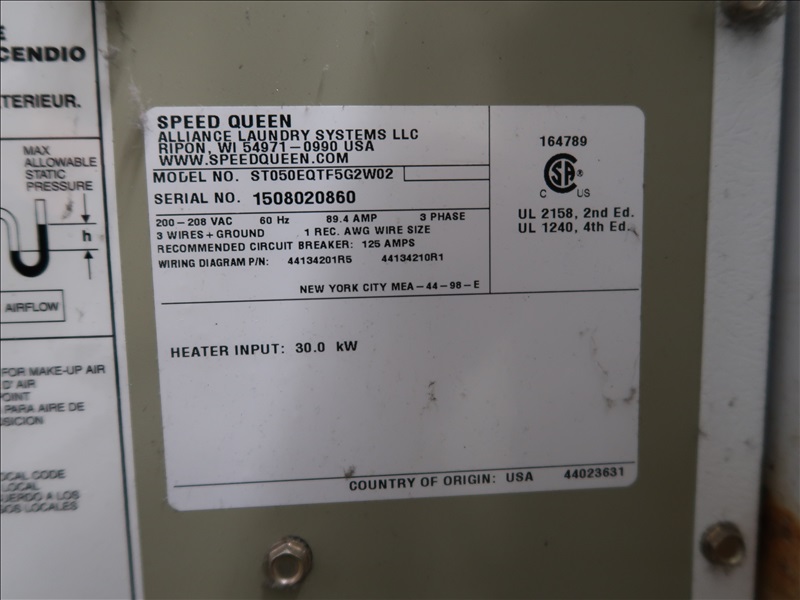 E
CENDIO
TERIEUR.
MAX
ALLOWABLE
STATIC
PRESSURE
h
AIRFLOW
FOR MAKE-UP AIR
D' AIR
POINT
PARA AIRE DE
SICION
OCAL CODE
LOCAL
UERDO A LOS
OS LOCALES
SPEED QUEEN
ALLIANCE LAUNDRY SYSTEMS LLC
RIPON, WI 54971-0990 USA
WWW.SPEEDQUEEN.COM
MODEL NO. ST050EQTF5G2W02
SERIAL NO. 1508020860
200-208 VAC 60 Hz 89.4 AMP 3 PHASE
3 WIRES + GROUND 1 REC. AWG WIRE SIZE
RECOMMENDED CIRCUIT BREAKER: 125 AMPS
WIRING DIAGRAM P/N: 44134201R5 44134210R1
NEW YORK CITY MEA-44-98-E
164789
CSA®
C US
UL 2158, 2nd Ed.
UL 1240, 4th Ed.
HEATER INPUT: 30.0 kW
COUNTRY OF ORIGIN: USA 44023631